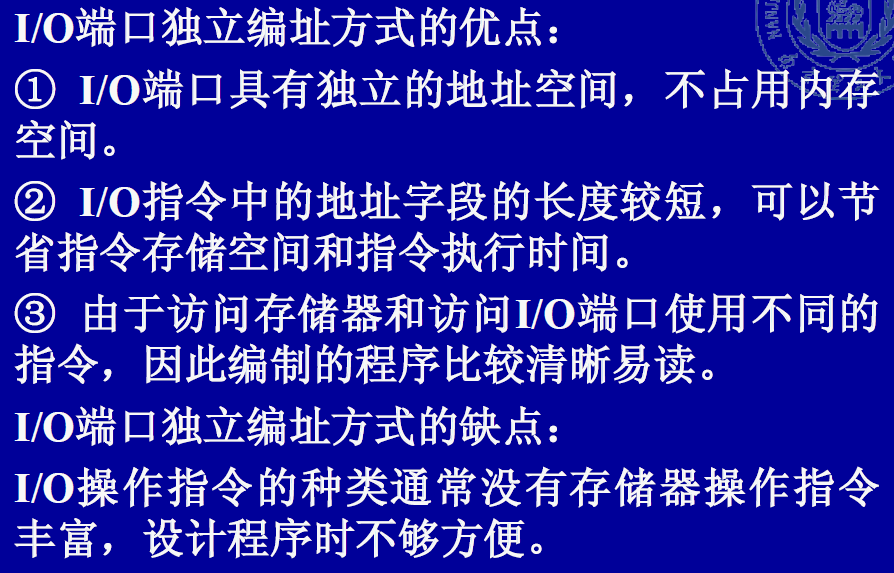 I/O端口独立编址方式的优点：
① I/O端口具有独立的地址空间，不占用内存
空间。
② I/O指令中的地址字段的长度较短，可以节
省指令存储空间和指令执行时间。
③ 由于访问存储器和访问I/O端口使用不同的
指令，因此编制的程序比较清晰易读。
I/O端口独立编址方式的缺点：
I/O操作指令的种类通常没有存储器操作指令
丰富，设计程序时不够方便。